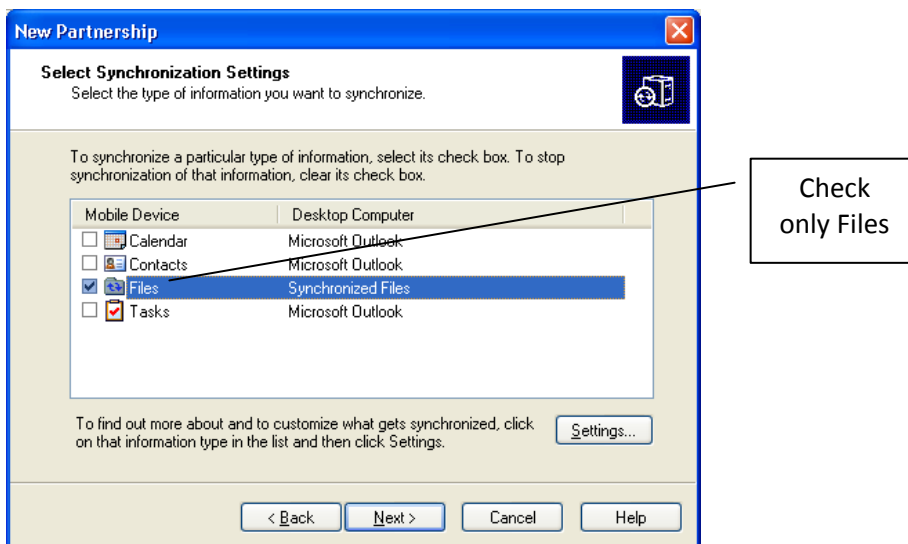 New Partnership
Select Synchronization Settings
Select the type of information you want to synchronize.
To synchronize a particular type of information, select its check box. To stop
synchronization of that information, clear its check box.
Mobile Device Desktop Computer
Calendar Microsoft Outlook
Contacts Microsoft Outlook
Files Synchronized Files
Tasks Microsoft Outlook
To find out more about and to customize what gets synchronized, click
on that information type in the list and then click Settings.
Settings...
< Back Next > Cancel Help
Check
only Files